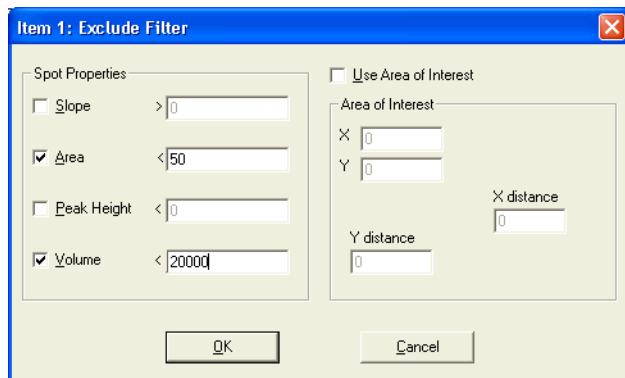 Item 1: Exclude Filter
Spot Properties
Slope > 0
Area < 50
Peak Height < 0
Volume < 20000
Use Area of Interest
Area of Interest
X 0
Y 0
X distance
0
Y distance
0
OK
Cancel